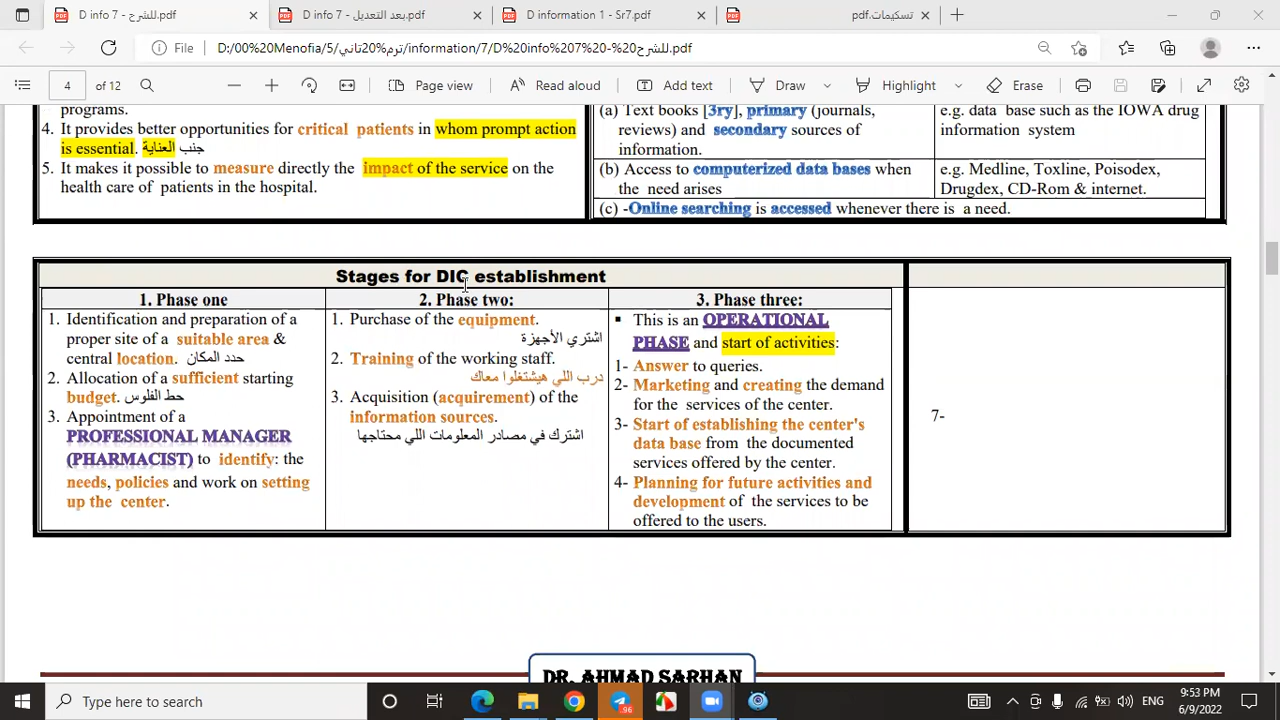 D info 7 - للشرح.pdf
D info 7 - بعد التعديل.pdf
D information 1 - Sr7.pdf
تسكيمات.pdf
File
D:/00%20Menofia/5/ترم%20تاني/information/7/D%20info%207%20-%20للشرح.pdf
4 of 12
Page view
Read aloud
Add text
Draw
Highlight
Erase
programs.
4. It provides better opportunities for critical patients in whom prompt action
is essential. جنب العناية
5. It makes it possible to measure directly the impact of the service on the
health care of patients in the hospital.
(a) Text books [3ry], primary (journals,
reviews) and secondary sources of
information.
e.g. data base such as the IOWA drug
information system
(b) Access to computerized data bases when
the need arises
e.g. Medline, Toxline, Poisodex,
Drugdex, CD-Rom & internet.
(c) -Online searching is accessed whenever there is a need.
Stages for DIC establishment
1. Phase one
1. Identification and preparation of a
proper site of a suitable area &
central location. حدد المكان
2. Allocation of a sufficient starting
budget. حط الفلوس
3. Appointment of a
PROFESSIONAL MANAGER
(PHARMACIST) to identify: the
needs, policies and work on setting
up the center.
2. Phase two:
1. Purchase of the equipment.
اشتري الأجهزة
2. Training of the working staff.
درب اللي هيشتغلوا معاك
3. Acquisition (acquirement) of the
information sources.
اشترك في مصادر المعلومات اللي محتاجها
3. Phase three:
▪ This is an OPERATIONAL
PHASE and start of activities:
1- Answer to queries.
2- Marketing and creating the demand
for the services of the center.
3- Start of establishing the center's
data base from the documented
services offered by the center.
4- Planning for future activities and
development of the services to be
offered to the users.
7-
DR. AHMAD SARHAN
Type here to search
96
ENG
9:53 PM
6/9/2022